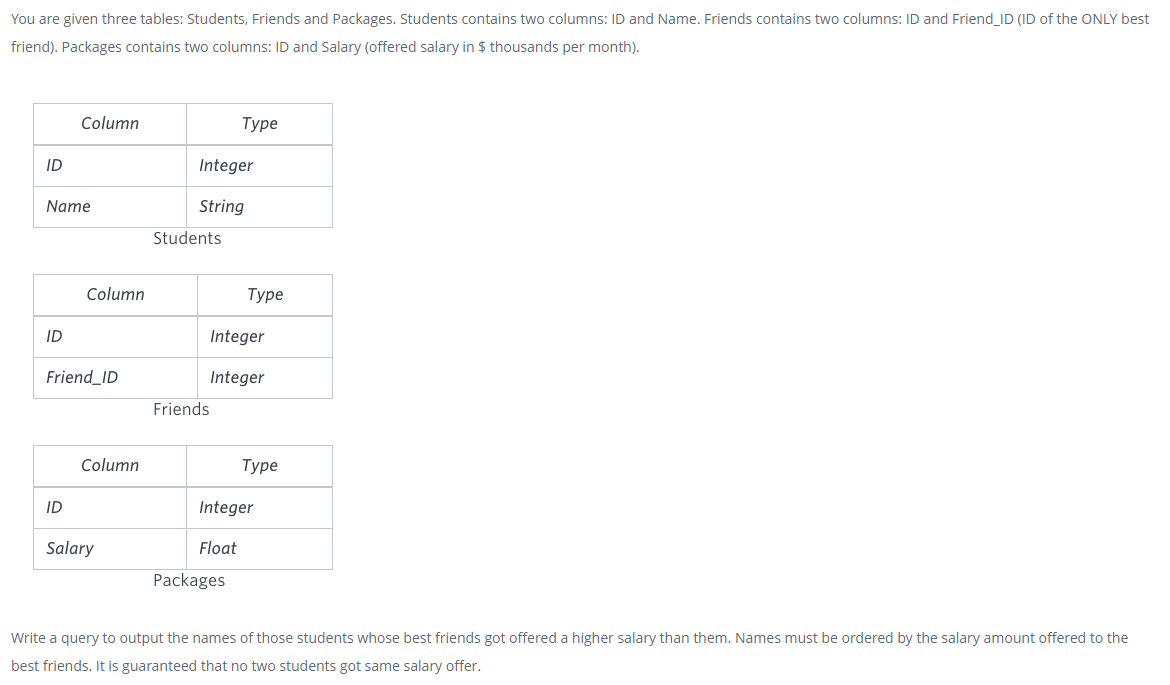 You are given three tables: Students, Friends and Packages. Students contains two columns: ID and Name. Friends contains two columns: ID and Friend_ID (ID of the ONLY best
friend). Packages contains two columns: ID and Salary (offered salary in $ thousands per month).
Column Type
ID Integer
Name String
Students
Column Type
ID Integer
Friend_ID Integer
Friends
Column Type
ID Integer
Salary Float
Packages
Write a query to output the names of those students whose best friends got offered a higher salary than them. Names must be ordered by the salary amount offered to the
best friends. It is guaranteed that no two students got same salary offer.